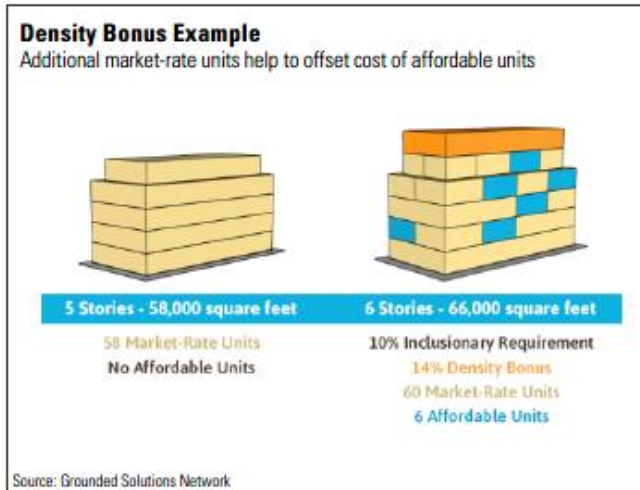 Density Bonus Example
Additional market-rate units help to offset cost of affordable units
5 Stories - 58,000 square feet
58 Market-Rate Units
No Affordable Units
6 Stories - 66,000 square feet
10% Inclusionary Requirement
14% Density Bonus
60 Market-Rate Units
6 Affordable Units
Source: Grounded Solutions Network